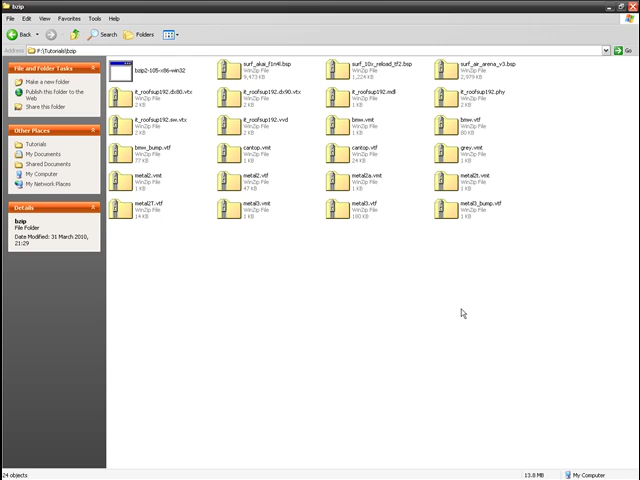 bzip
File Edit View Favorites Tools Help
Back Search Folders
Address F:\Tutorials\bzip Go
File and Folder Tasks
Make a new folder
Publish this folder to the Web
Share this folder
Other Places
Tutorials
My Documents
Shared Documents
My Computer
My Network Places
Details
bzip
File Folder
Date Modified: 31 March 2010, 21:29
bzip2-105-x86-win32
surf_akai_f1n4l.bsp
WinZip File
9,473 KB
surf_10x_reload_tf2.bsp
WinZip File
1,224 KB
surf_air_arena_v3.bsp
WinZip File
2,979 KB
it_roofsup192.dx80.vtx
WinZip File
2 KB
it_roofsup192.dx90.vtx
WinZip File
2 KB
it_roofsup192.mdl
WinZip File
1 KB
it_roofsup192.phy
WinZip File
2 KB
it_roofsup192.sw.vtx
WinZip File
2 KB
it_roofsup192.vvd
WinZip File
2 KB
bmw.vmt
WinZip File
1 KB
bmw.vtf
WinZip File
80 KB
bmw_bump.vtf
WinZip File
77 KB
cantop.vmt
WinZip File
1 KB
cantop.vtf
WinZip File
24 KB
grey.vmt
WinZip File
1 KB
metal2.vmt
WinZip File
1 KB
metal2.vtf
WinZip File
47 KB
metal2a.vmt
WinZip File
1 KB
metal2t.vmt
WinZip File
1 KB
metal2T.vtf
WinZip File
14 KB
metal3.vmt
WinZip File
1 KB
metal3.vtf
WinZip File
180 KB
metal3_bump.vtf
WinZip File
1 KB
24 objects 13.8 MB My Computer